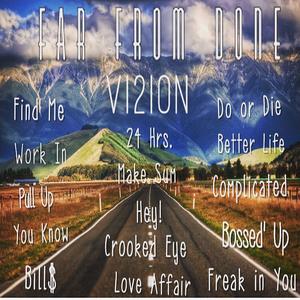 FAR FROM DONE
VI2ION
Find Me
Work In
Pull Up
You Know
Bill$
24 Hrs.
Make Sum
Hey!
Crooked Eye
Love Affair
Do or Die
Better Life
Complicated
Bossed' Up
Freak in You